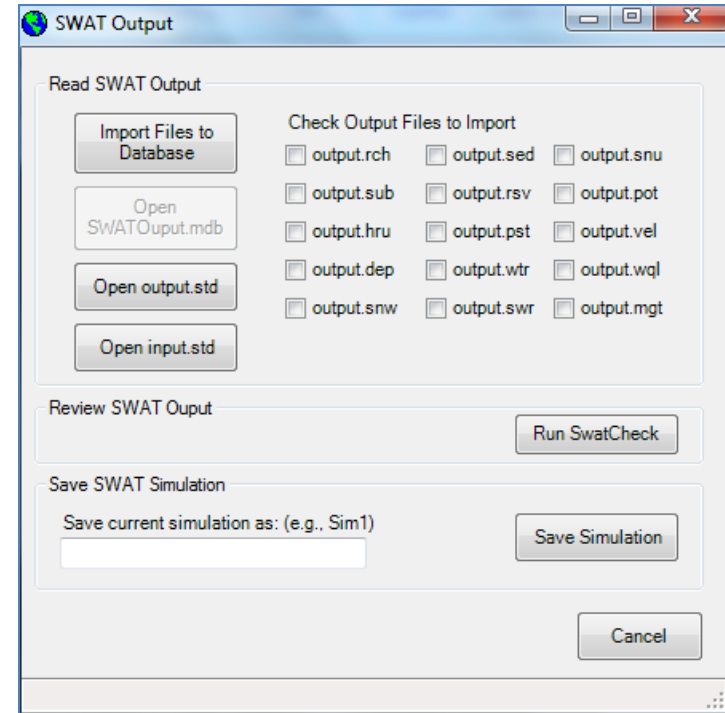 SWAT Output
Read SWAT Output
Import Files to
Database
Open
SWATOuput.mdb
Open output.std
Open input.std
Check Output Files to Import
output.rch output.sed output.snu
output.sub output.rsv output.pot
output.hru output.pst output.vel
output.dep output.wtr output.wql
output.snw output.swr output.mgt
Review SWAT Ouput
Run SwatCheck
Save SWAT Simulation
Save current simulation as: (e.g., Sim1)
Save Simulation
Cancel